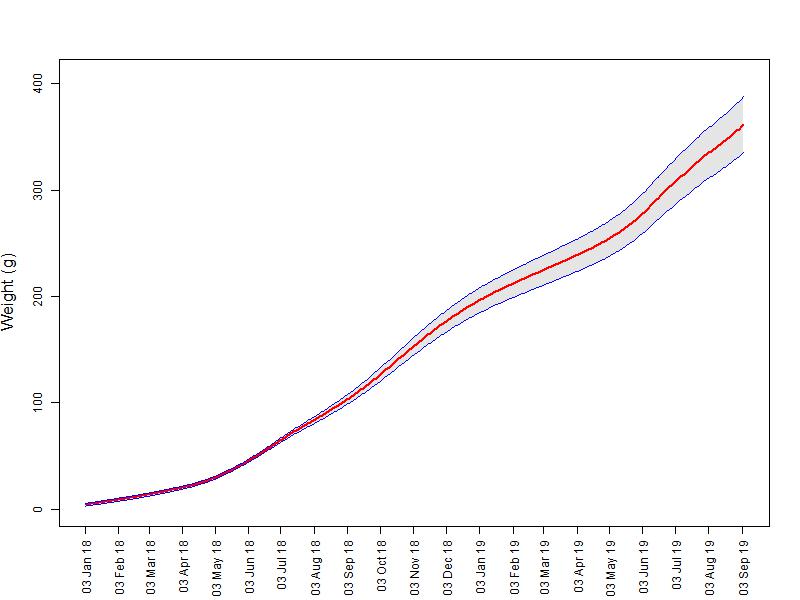 Weight (g)
400
300
200
100
0
03 Jan 18
03 Feb 18
03 Mar 18
03 Apr 18
03 May 18
03 Jun 18
03 Jul 18
03 Aug 18
03 Sep 18
03 Oct 18
03 Nov 18
03 Dec 18
03 Jan 19
03 Feb 19
03 Mar 19
03 Apr 19
03 May 19
03 Jun 19
03 Jul 19
03 Aug 19
03 Sep 19